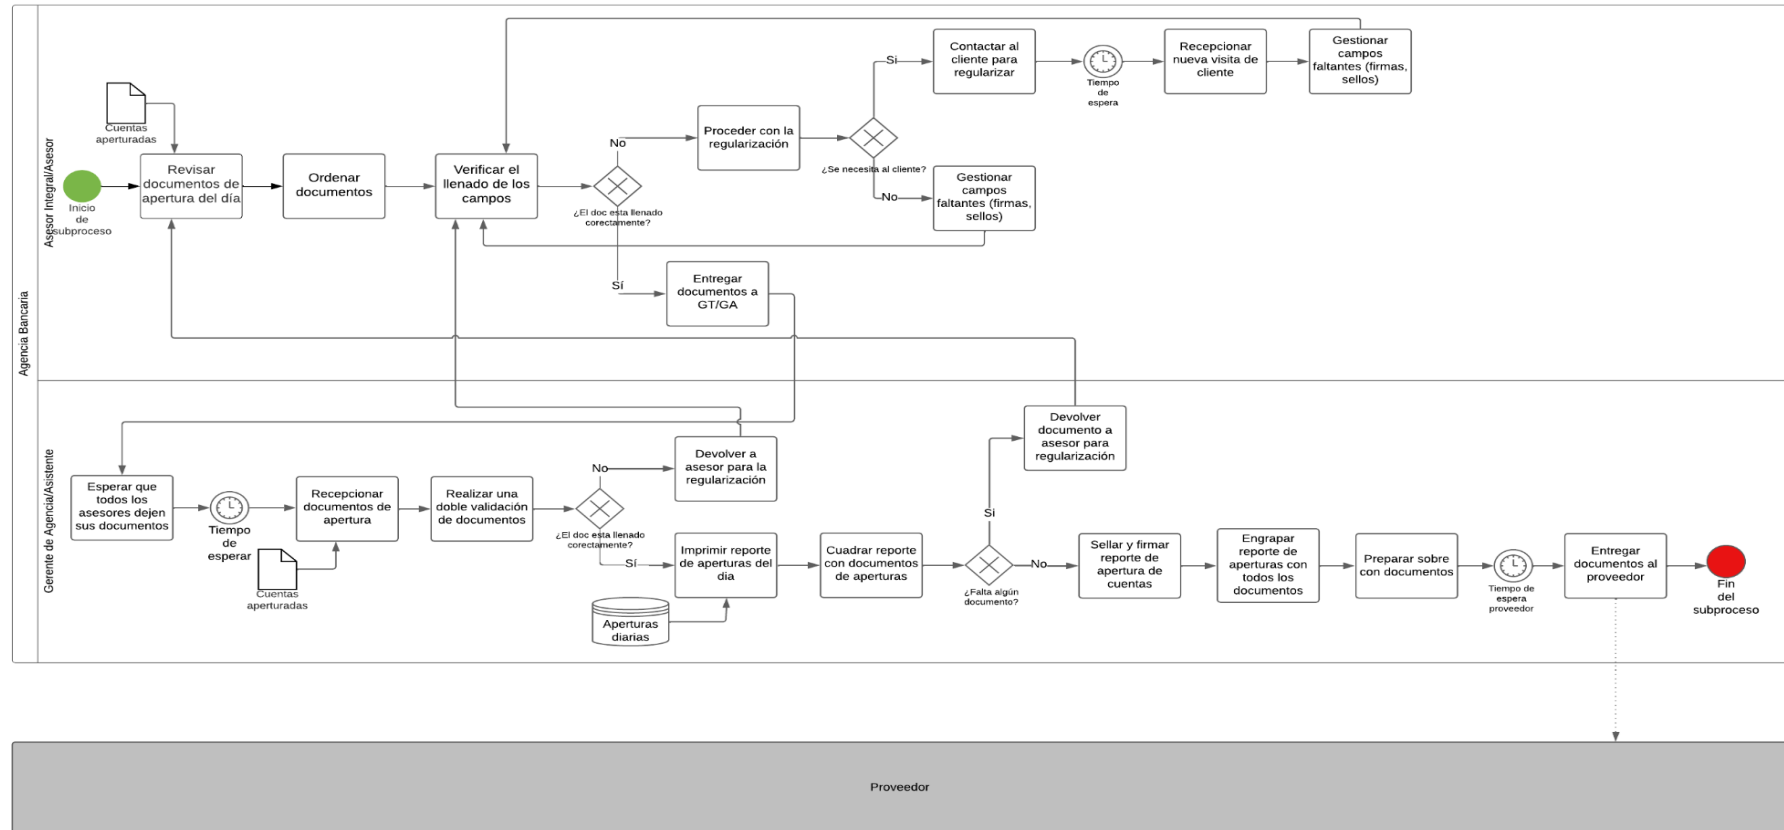 Agencia Bancaria
Asesor Integral/Asesor
Cuentas
aperturadas
Inicio
de
subproceso
Revisar
documentos de
apertura del día
Ordenar
documentos
Verificar el
llenado de los
campos
¿El doc esta llenado
corectamente?
No
Sí
Proceder con la
regularización
¿Se necesita al cliente?
Si
No
Contactar al
cliente para
regularizar
Tiempo
de
espera
Recepcionar
nueva visita de
cliente
Gestionar
campos
faltantes (firmas,
sellos)
Gestionar
campos
faltantes (firmas,
sellos)
Entregar
documentos a
GT/GA
Gerente de Agencia/Asistente
Esperar que
todos los
asesores dejen
sus documentos
Tiempo
de
esperar
Cuentas
aperturadas
Recepcionar
documentos de
apertura
Realizar una
doble validación
de documentos
¿El doc esta llenado
corectamente?
No
Sí
Devolver a
asesor para la
regularización
Imprimir reporte
de aperturas del
dia
Aperturas
diarias
Cuadrar reporte
con documentos
de aperturas
¿Falta algún
documento?
Si
No
Devolver
documento a
asesor para
regularización
Sellar y firmar
reporte de
apertura de
cuentas
Engrapar
reporte de
aperturas con
todos los
documentos
Preparar sobre
con documentos
Tiempo de
espera
proveedor
Entregar
documentos al
proveedor
Fin
del
subproceso
Proveedor